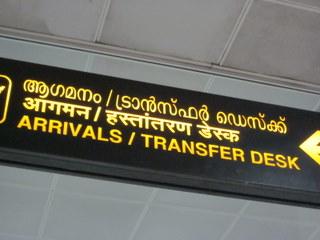 ആഗമനം / ട്രാൻസ്ഫർ ഡെസ്ക്ക്
आगमन / हस्तांतरण डेस्क
ARRIVALS / TRANSFER DESK